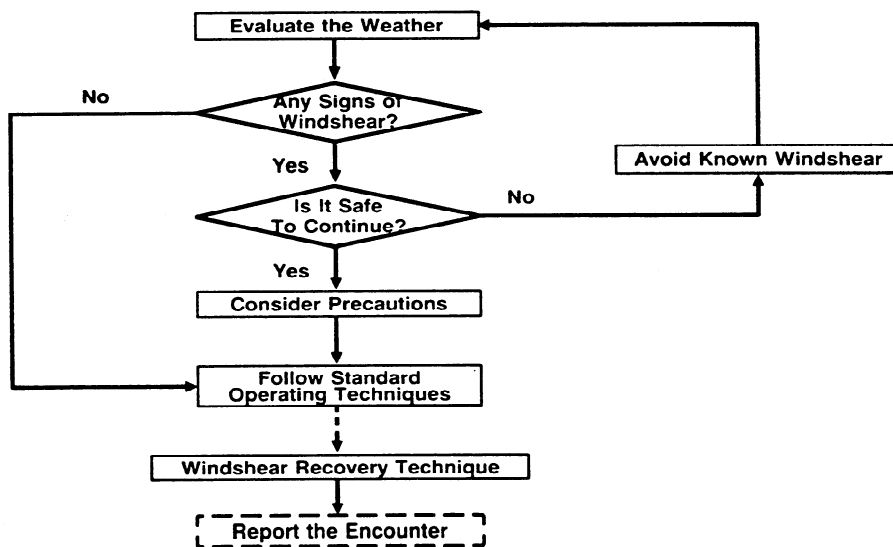 Evaluate the Weather
No
Any Signs of
Windshear?
Yes
Avoid Known Windshear
Is It Safe
To Continue?
No
Yes
Consider Precautions
Follow Standard
Operating Techniques
Windshear Recovery Technique
Report the Encounter